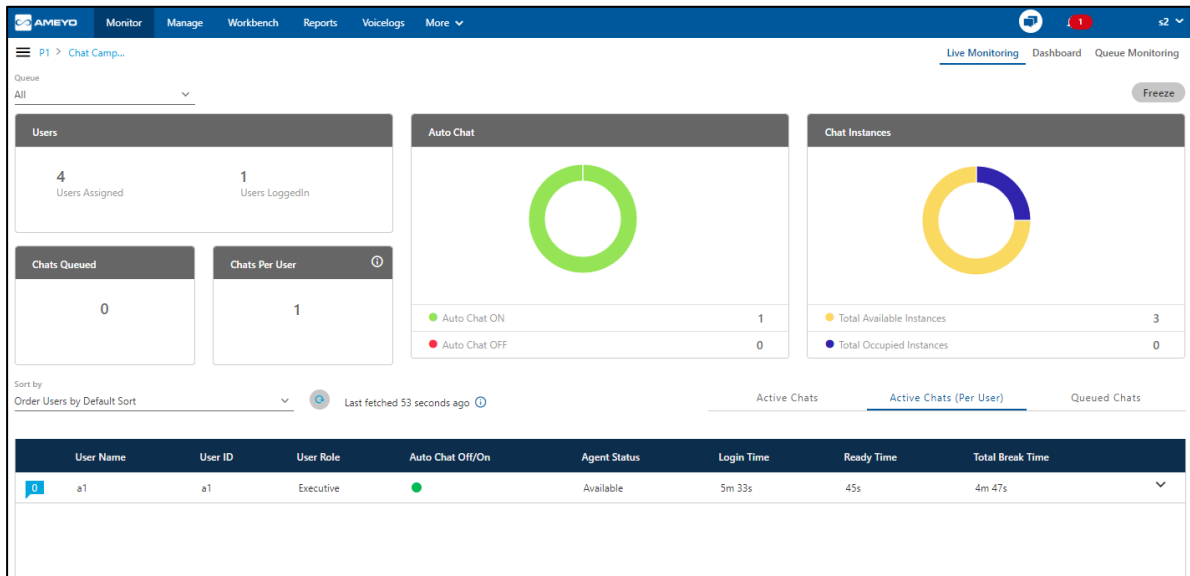 AMEYO Monitor Manage Workbench Reports Voicelogs More 1 s2
P1 > Chat Camp... Live Monitoring Dashboard Queue Monitoring
Queue
All Freeze
Users Auto Chat Chat Instances
4 1
Users Assigned Users LoggedIn
Chats Queued Chats Per User
0 1
Auto Chat ON 1 Total Available Instances 3
Auto Chat OFF 0 Total Occupied Instances 0
Sort by
Order Users by Default Sort Last fetched 53 seconds ago Active Chats Active Chats (Per User) Queued Chats
User Name User ID User Role Auto Chat Off/On Agent Status Login Time Ready Time Total Break Time
0 a1 a1 Executive Available 5m 33s 45s 4m 47s